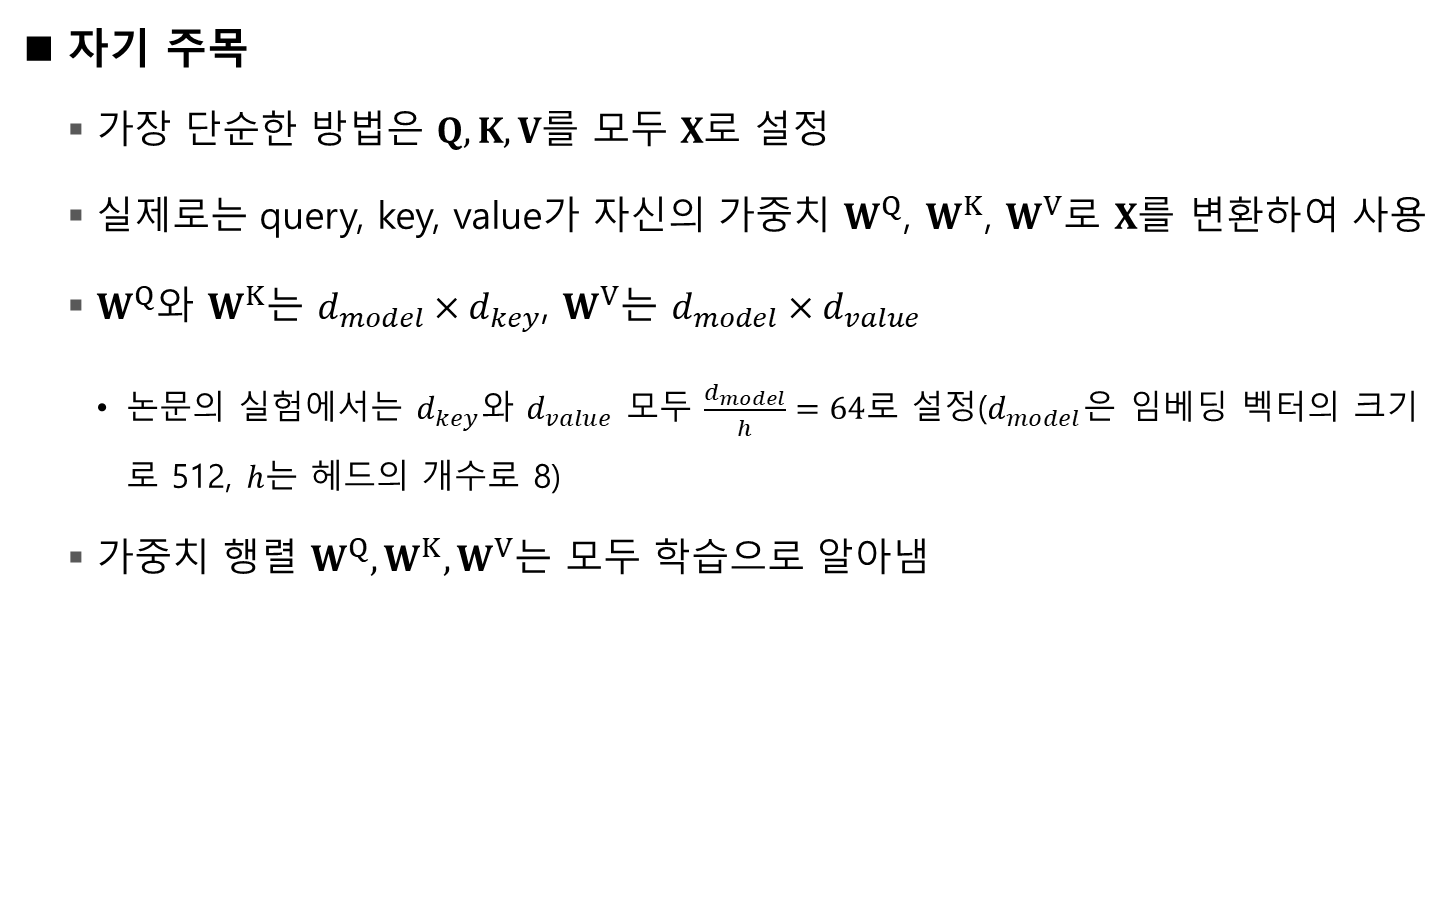 ■ 자기 주목
▪ 가장 단순한 방법은 Q, K, V를 모두 X로 설정
▪ 실제로는 query, key, value가 자신의 가중치 W^Q, W^K, W^V로 X를 변환하여 사용
▪ W^Q와 W^K는 d_model × d_key, W^V는 d_model × d_value
• 논문의 실험에서는 d_key와 d_value 모두 d_model/h = 64로 설정(d_model은 임베딩 벡터의 크기
로 512, h는 헤드의 개수로 8)
▪ 가중치 행렬 W^Q, W^K, W^V는 모두 학습으로 알아냄